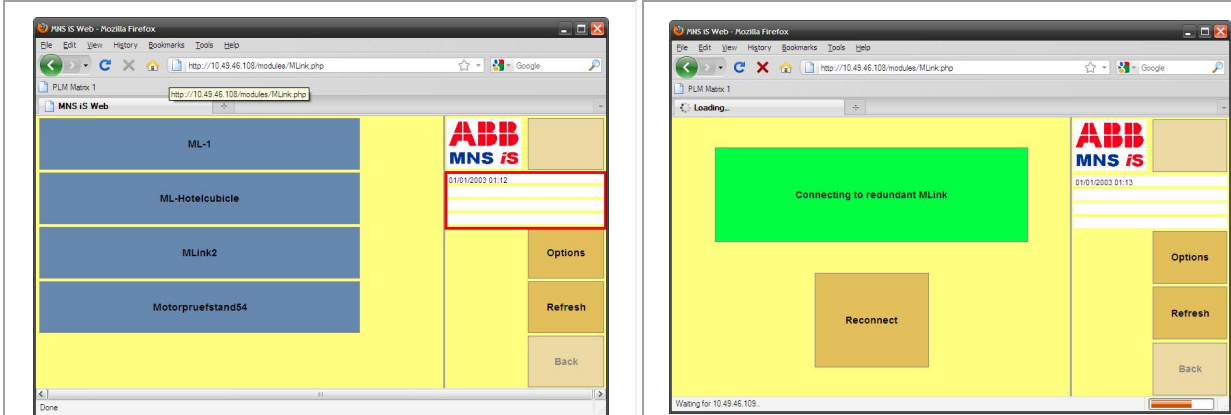 MNS iS Web - Mozilla Firefox
File Edit View History Bookmarks Tools Help
http://10.49.46.108/modules/MLink.php
Google
PLM Matrix 1
http://10.49.46.108/modules/MLink.php
MNS iS Web
ML-1
ML-Hotelcubicle
MLink2
Motorpruefstand54
ABB
MNS iS
01/01/2003 01:12
Options
Refresh
Back
Done
MNS iS Web - Mozilla Firefox
File Edit View History Bookmarks Tools Help
http://10.49.46.108/modules/MLink.php
Google
PLM Matrix 1
Loading...
Connecting to redundant MLink
Reconnect
ABB
MNS iS
01/01/2003 01:13
Options
Refresh
Back
Waiting for 10.49.46.109...